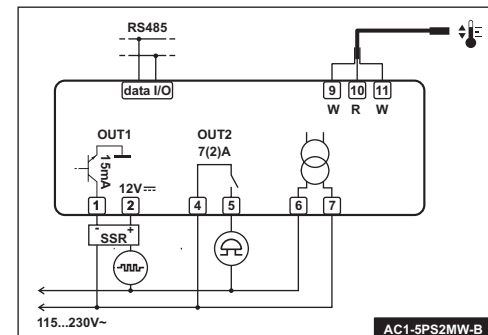 RS485
data I/O
9 10 11
W R W
OUT1
OUT2
7(2)A
15mA
12V
1 2 4 5 6 7
- +
SSR
115...230V~
AC1-5PS2MW-B